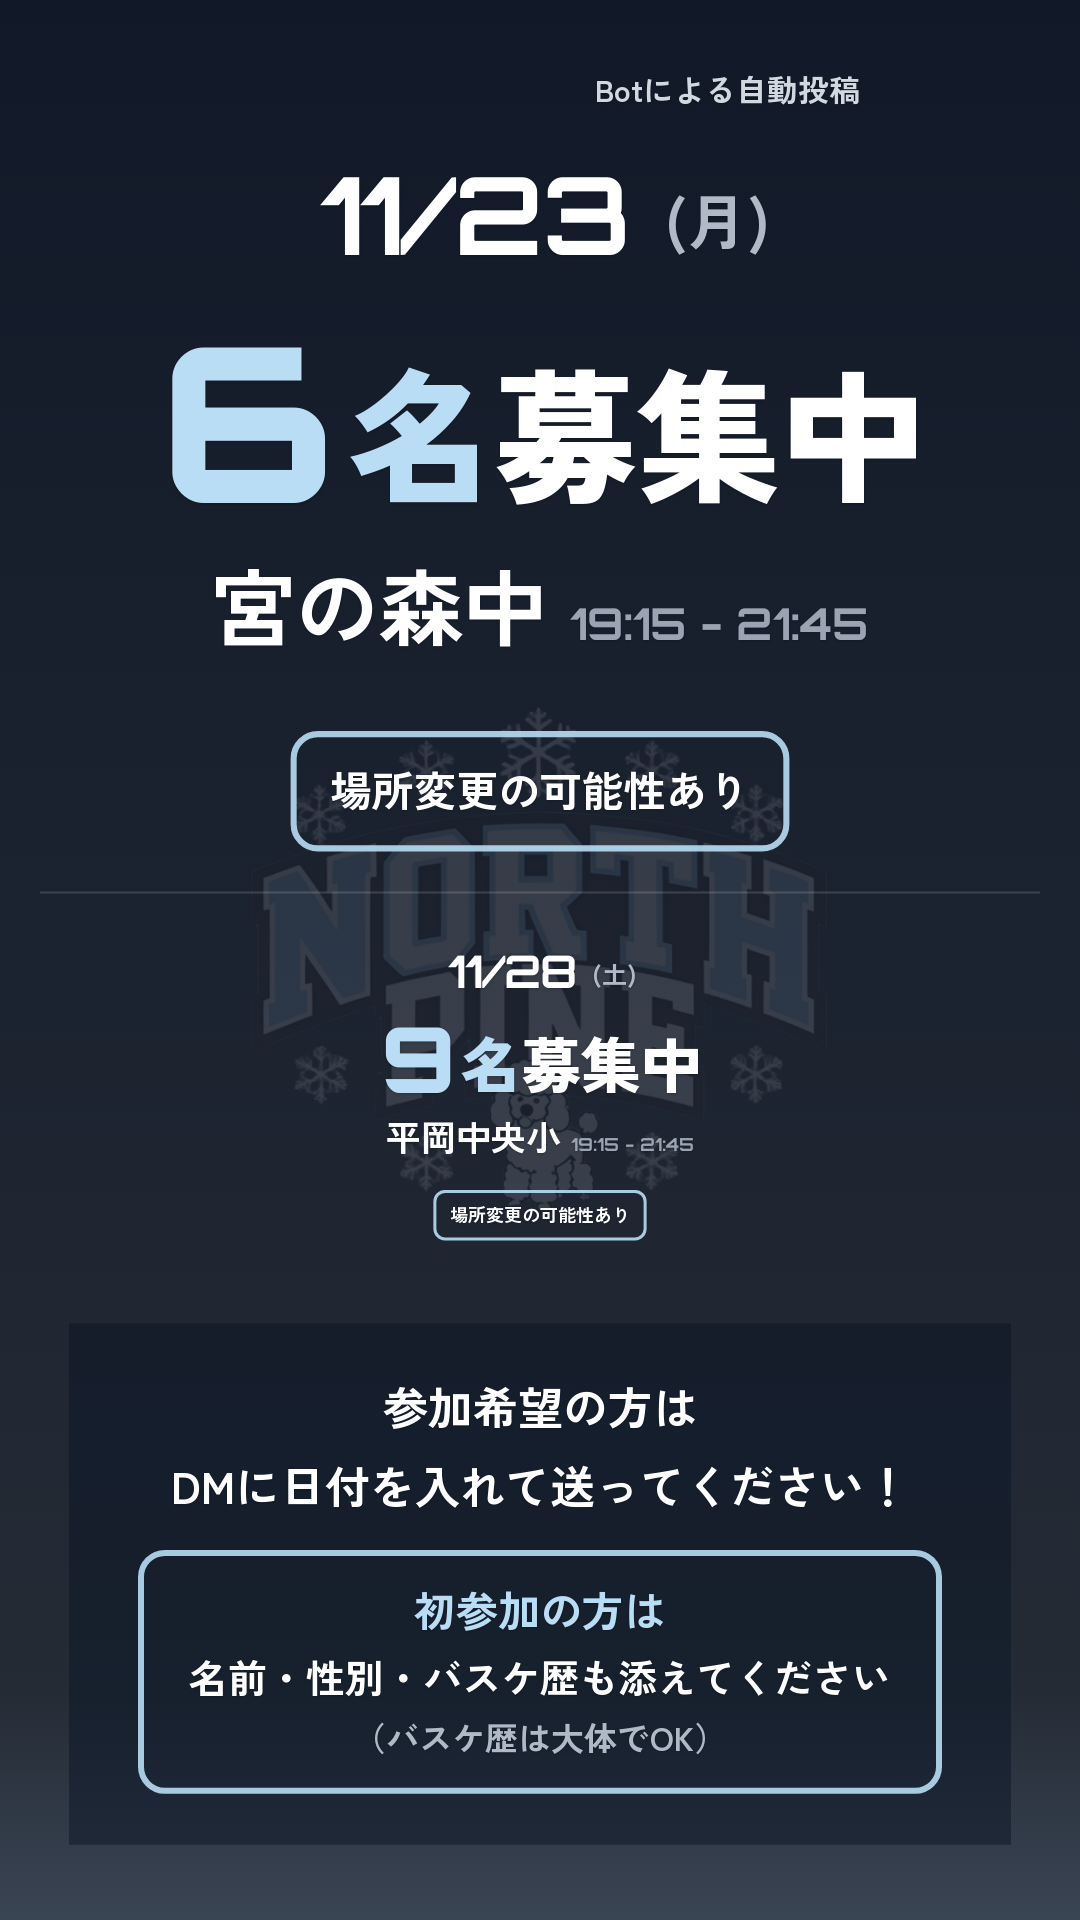 Botによる自動投稿
11/23 (月)
6名募集中
宮の森中 19:15 - 21:45
場所変更の可能性あり
NORTH
PINE
11/28 (土)
9名募集中
平岡中央小 19:15 - 21:45
場所変更の可能性あり
参加希望の方は
DMに日付を入れて送ってください！
初参加の方は
名前・性別・バスケ歴も添えてください
（バスケ歴は大体でOK）